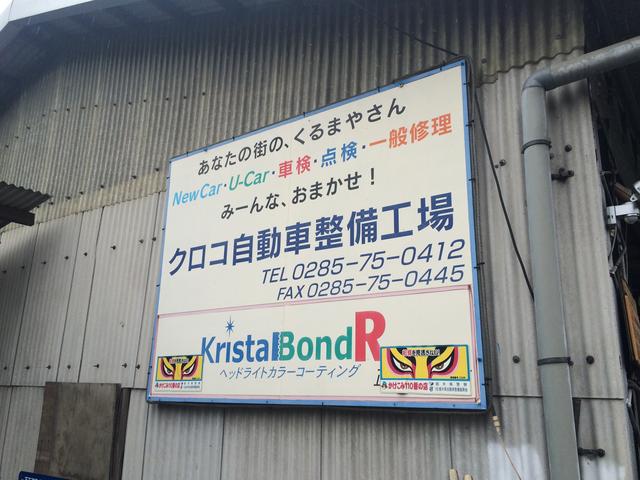 あなたの街の、くるまやさん
NewCar・U-Car・車検・点検・一般修理
みーんな、おまかせ！
クロコ自動車整備工場
TEL 0285-75-0412
FAX 0285-75-0445
KristalBondR
ヘッドライトカラーコーティング
かけこみ110番の店
かけこみ110番の店